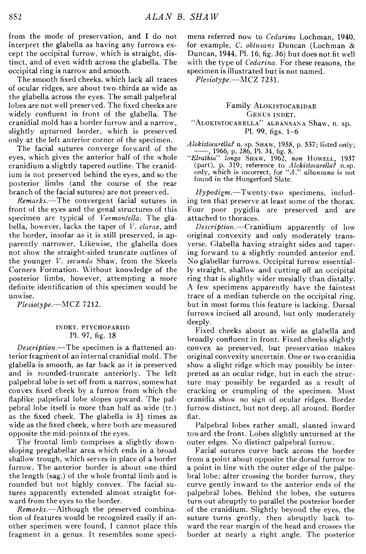 852
ALAN B. SHAW
from the mode of preservation, and I do not
interpret the glabella as having any furrows ex-
cept the occipital furrow, which is straight, dis-
tinct, and of even width across the glabella. The
occipital ring is narrow and smooth.
The smooth fixed cheeks, which lack all traces
of ocular ridges, are about two-thirds as wide as
the glabella across the eyes. The small palpebral
lobes are not well preserved. The fixed cheeks are
widely confluent in front of the glabella. The
cranidial mold has a border furrow and a narrow,
slightly upturned border, which is preserved
only at the left anterior corner of the specimen.
The facial sutures converge forward of the
eyes, which gives the anterior half of the whole
cranidium a slightly tapered outline. The cranid-
ium is not preserved behind the eyes, and so the
posterior limbs (and the course of the rear
branch of the facial sutures) are not preserved.
Remarks.—The convergent facial sutures in
front of the eyes and the genal structures of this
specimen are typical of Vermontella. The gla-
bella, however, lacks the taper of V. clarae, and
the border, insofar as it is still preserved, is ap-
parently narrower. Likewise, the glabella does
not show the straight-sided truncate outlines of
the younger V. seranda Shaw, from the Skeels
Corners Formation. Without knowledge of the
posterior limbs, however, attempting a more
definite identification of this specimen would be
unwise.
Plesiotype.—MCZ 7212.
INDET. PTYCHOPARIID
Pl. 97, fig. 18
Description.—The specimen is a flattened an-
terior fragment of an internal cranidial mold. The
glabella is smooth, as far back as it is preserved
and is rounded-truncate anteriorly. The left
palpebral lobe is set off from a narrow, somewhat
convex fixed cheek by a furrow from which the
flaplike palpebral lobe slopes upward. The pal-
pebral lobe itself is more than half as wide (tr.)
as the fixed cheek. The glabella is 3½ times as
wide as the fixed cheek, where both are measured
opposite the mid-points of the eyes.
The frontal limb comprises a slightly down-
sloping preglabellar area which ends in a broad
shallow trough, which serves in place of a border
furrow. The anterior border is about one-third
the length (sag.) of the whole frontal limb and is
rounded but not highly convex. The facial su-
tures apparently extended almost straight for-
ward from the eyes to the border.
Remarks.—Although the preserved combina-
tion of features would be recognized easily if an-
other specimen were found, I cannot place this
fragment in a genus. It resembles some speci-
mens referred now to Cedarina Lochman, 1940,
for example, C. obtusans Duncan (Lochman &
Duncan, 1944, Pl. 16, fig. 36) but does not fit well
with the type of Cedarina. For these reasons, the
specimen is illustrated but is not named.
Plesiotype.—MCZ 7231.
Family ALOKISTOCARIDAE
GENUS INDET.
"ALOKISTOCARELLA" ALBANSANA Shaw, n. sp.
Pl. 99, figs. 1–6
Alokistocarella? n. sp. SHAW, 1958, p. 537; listed only;
——, 1966, p. 286, Pl. 34, fig. 8.
"Elrathia" longe SHAW, 1962, non HOWELL, 1937
(part), p. 319; reference to Alokistocarella? n.sp.
only, which is incorrect, for "A." albansana is not
found in the Hungerford Slate.
Hypodigm.—Twenty-two specimens, includ-
ing ten that preserve at least some of the thorax.
Four poor pygidia are preserved and are
attached to thoraces.
Description.—Cranidium apparently of low
original convexity and only moderately trans-
verse. Glabella having straight sides and taper-
ing forward to a slightly rounded anterior end.
No glabellar furrows. Occipital furrow essential-
ly straight, shallow and cutting off an occipital
ring that is slightly wider mesially than distally.
A few specimens apparently have the faintest
trace of a median tubercle on the occipital ring,
but in most forms this feature is lacking. Dorsal
furrows incised all around, but only moderately
deeply.
Fixed cheeks about as wide as glabella and
broadly confluent in front. Fixed cheeks slightly
convex as preserved, but preservation makes
original convexity uncertain. One or two cranidia
show a slight ridge which may possibly be inter-
preted as an ocular ridge, but in each the struc-
ture may possibly be regarded as a result of
cracking or crumpling of the specimen. Most
cranidia show no sign of ocular ridges. Border
furrow distinct, but not deep, all around. Border
flat.
Palpebral lobes rather small, slanted inward
toward the front. Lobes slightly unturned at the
outer edges. No distinct palpebral furrow.
Facial sutures curve back across the border
from a point about opposite the dorsal furrow to
a point in line with the outer edge of the palpe-
bral lobe; after crossing the border furrow, they
curve gently inward to the anterior ends of the
palpebral lobes. Behind the lobes, the sutures
turn out abruptly to parallel the posterior border
of the cranidium. Slightly beyond the eyes, the
suture turns gently, then abruptly back to-
ward the rear margin of the head and crosses the
border at nearly a right angle. The posterior